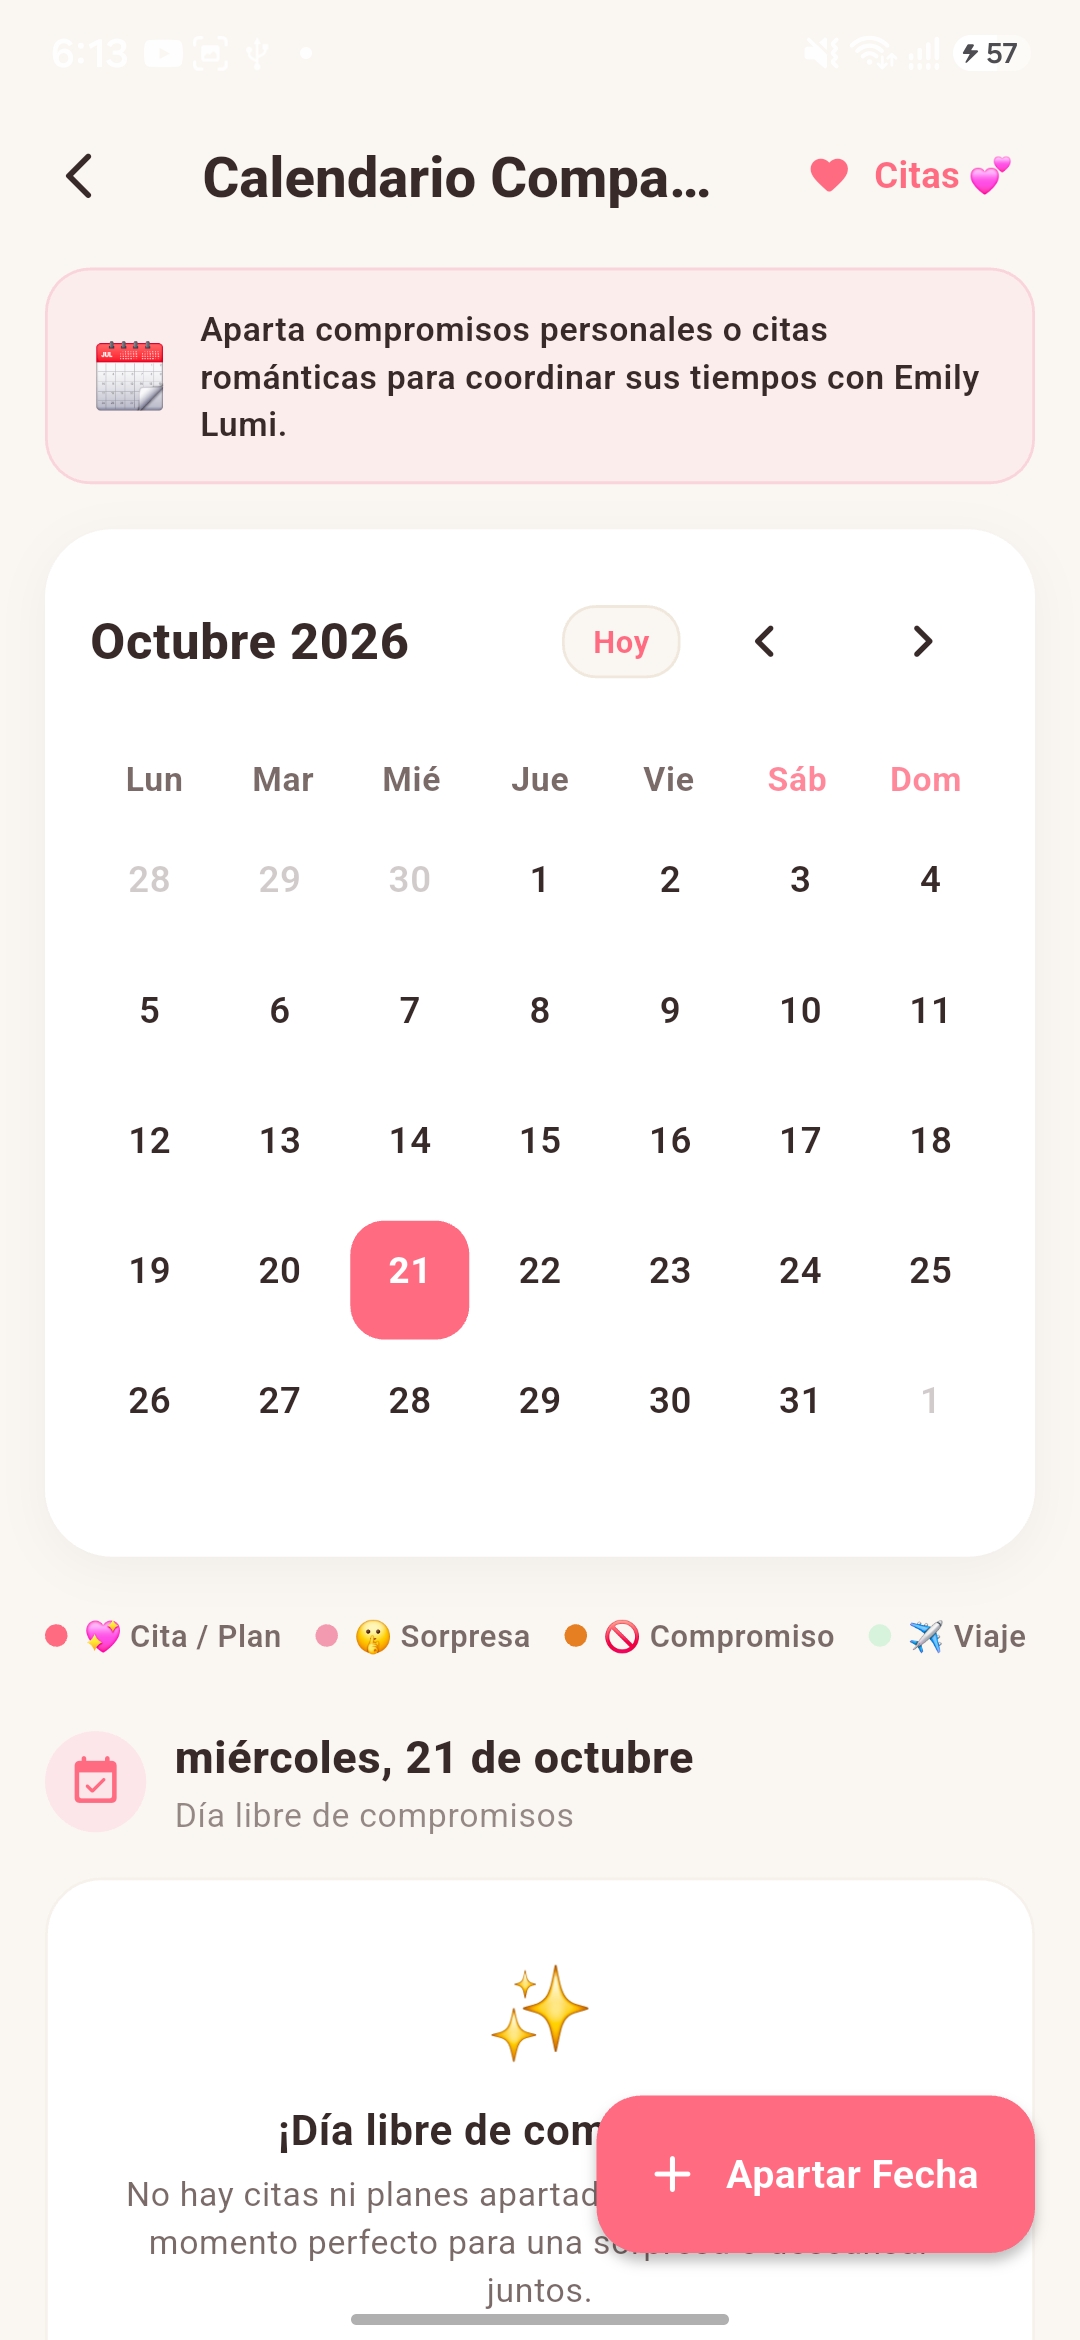 6:13
57
Calendario Compa...
Citas
Aparta compromisos personales o citas
románticas para coordinar sus tiempos con Emily
Lumi.
Octubre 2026
Hoy
Lun Mar Mié Jue Vie Sáb Dom
28 29 30 1 2 3 4
5 6 7 8 9 10 11
12 13 14 15 16 17 18
19 20 21 22 23 24 25
26 27 28 29 30 31 1
Cita / Plan Sorpresa Compromiso Viaje
miércoles, 21 de octubre
Día libre de compromisos
¡Día libre de com
No hay citas ni planes apartad
momento perfecto para una
juntos.
Apartar Fecha